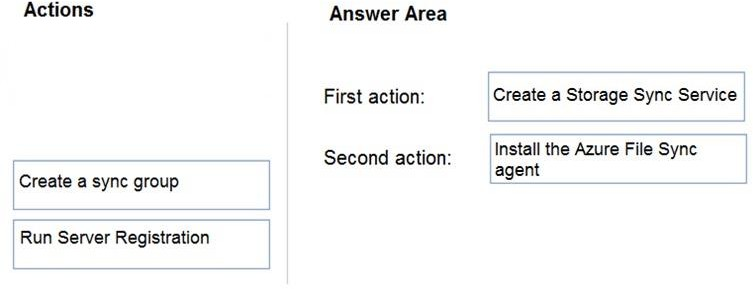 Actions
Answer Area
First action:
Create a Storage Sync Service
Second action:
Install the Azure File Sync
agent
Create a sync group
Run Server Registration